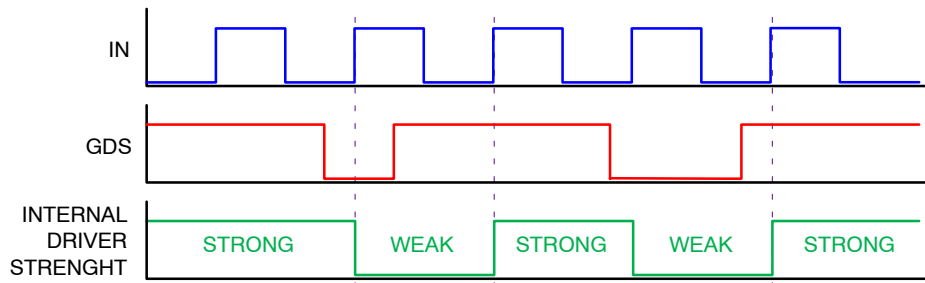 IN
GDS
INTERNAL
DRIVER
STRENGHT
STRONG WEAK STRONG WEAK STRONG